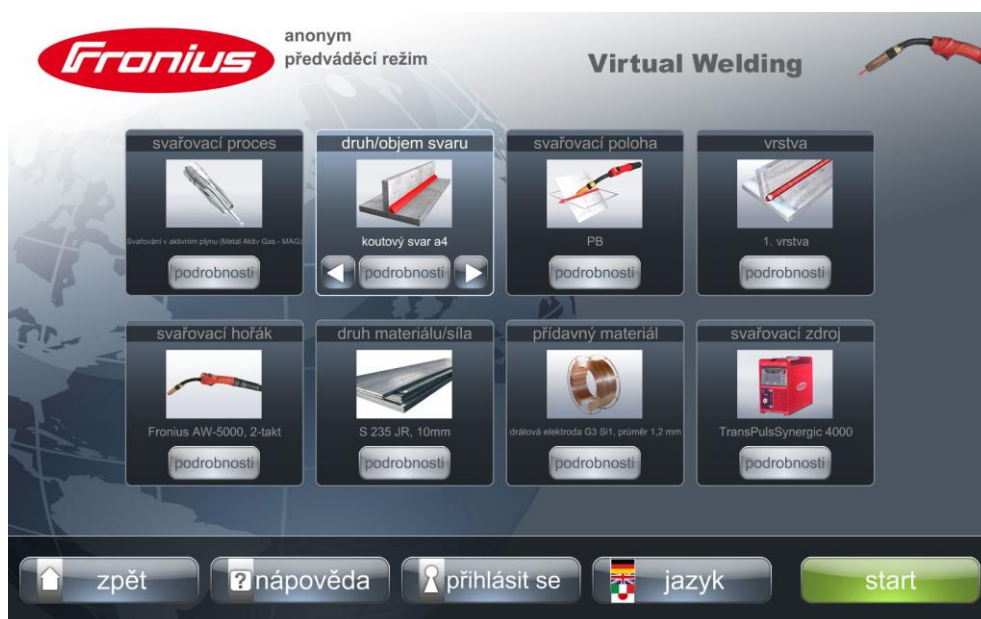 Fronius
anonym
předváděcí režim
Virtual Welding
svařovací proces
Svařování v aktivním plynu (Metal Aktiv Gas - MAG)
podrobnosti
druh/objem svaru
koutový svar a4
podrobnosti
svařovací poloha
PB
podrobnosti
vrstva
1. vrstva
podrobnosti
svařovací hořák
Fronius AW-5000, 2-takt
podrobnosti
druh materiálu/síla
S 235 JR, 10mm
podrobnosti
přídavný materiál
drátová elektroda G3 Si1, průměr 1,2 mm
podrobnosti
svařovací zdroj
TransPulsSynergic 4000
podrobnosti
zpět
? nápověda
přihlásit se
jazyk
start